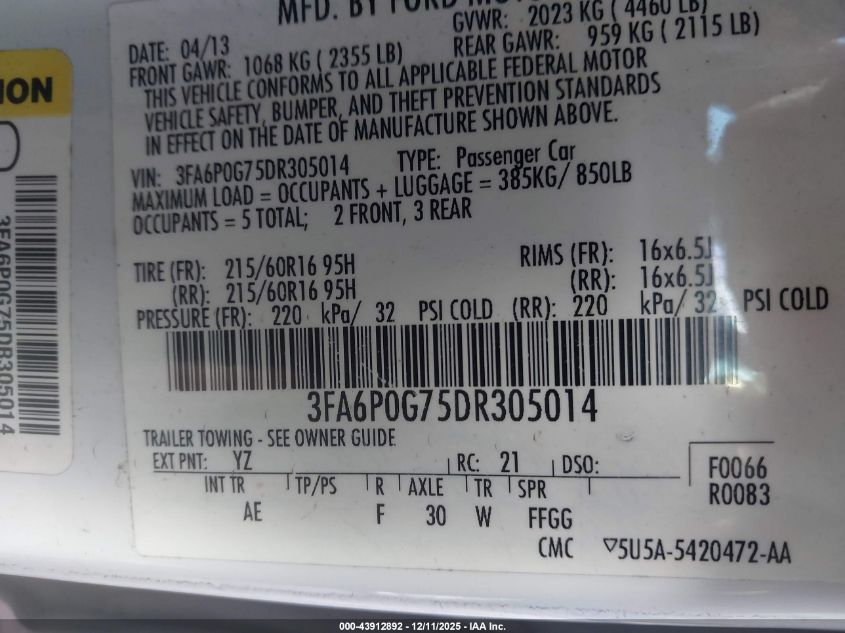 MFD. BY FORD MOTOR
DATE: 04/13 GVWR: 2023 KG ( 4460 LB)
FRONT GAWR: 1068 KG ( 2355 LB) REAR GAWR: 959 KG ( 2115 LB)
THIS VEHICLE CONFORMS TO ALL APPLICABLE FEDERAL MOTOR
VEHICLE SAFETY, BUMPER, AND THEFT PREVENTION STANDARDS
IN EFFECT ON THE DATE OF MANUFACTURE SHOWN ABOVE.
VIN: 3FA6P0G75DR305014 TYPE: Passenger Car
MAXIMUM LOAD = OCCUPANTS + LUGGAGE = 385KG/ 850LB
OCCUPANTS = 5 TOTAL; 2 FRONT, 3 REAR
TIRE (FR): 215/60R16 95H RIMS (FR): 16x6.5J
(RR): 215/60R16 95H (RR): 16x6.5J
PRESSURE (FR): 220 kPa/ 32 PSI COLD (RR): 220 kPa/ 32 PSI COLD
3FA6P0G75DR305014
TRAILER TOWING - SEE OWNER GUIDE
EXT PNT: YZ RC: 21 DSO: F0066
INT TR TP/PS R AXLE TR SPR R0083
AE F 30 W FFGG
CMC ▽5U5A-5420472-AA
ION
3FA6P0G75DR305014
000-43912892 - 12/11/2025 - IAA Inc.